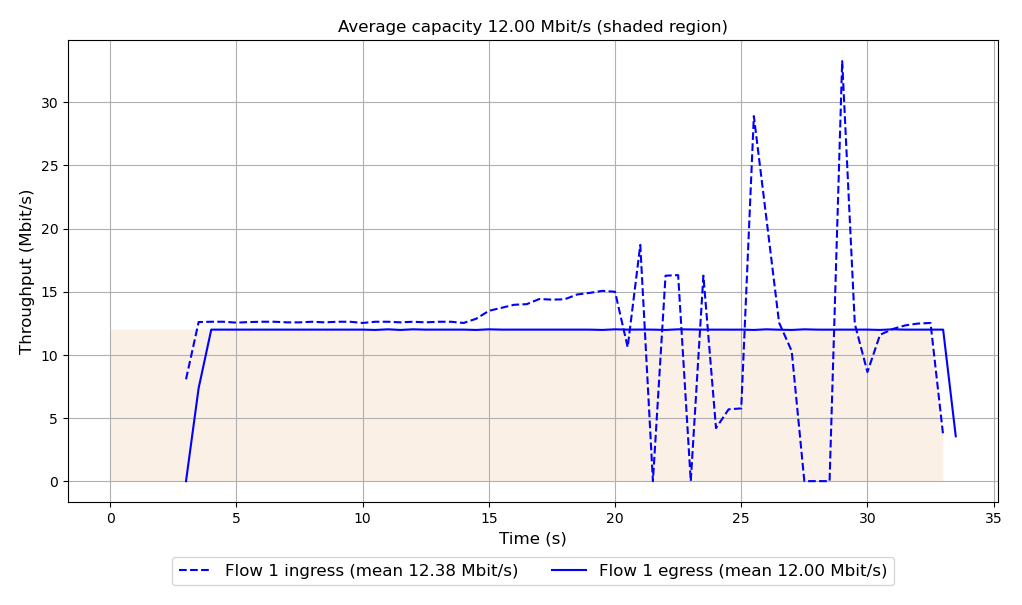 Average capacity 12.00 Mbit/s (shaded region)
Throughput (Mbit/s)
30
25
20
15
10
5
0
0 5 10 15 20 25 30 35
Time (s)
Flow 1 ingress (mean 12.38 Mbit/s) Flow 1 egress (mean 12.00 Mbit/s)